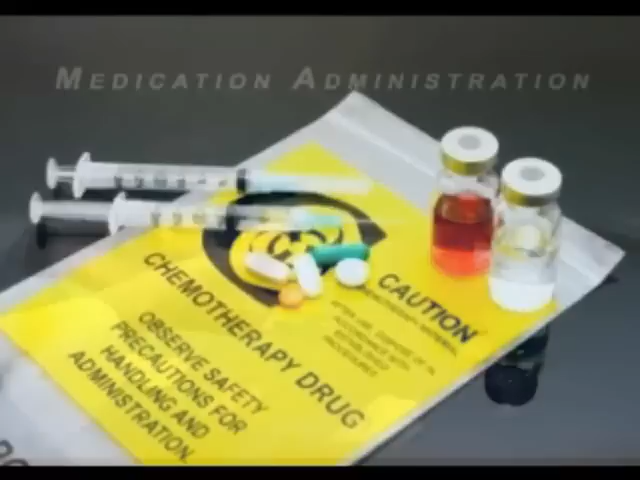 MEDICATION ADMINISTRATION
CHEMOTHERAPY DRUG
OBSERVE SAFETY
PRECAUTIONS FOR
HANDLING AND
ADMINISTRATION.
CAUTION